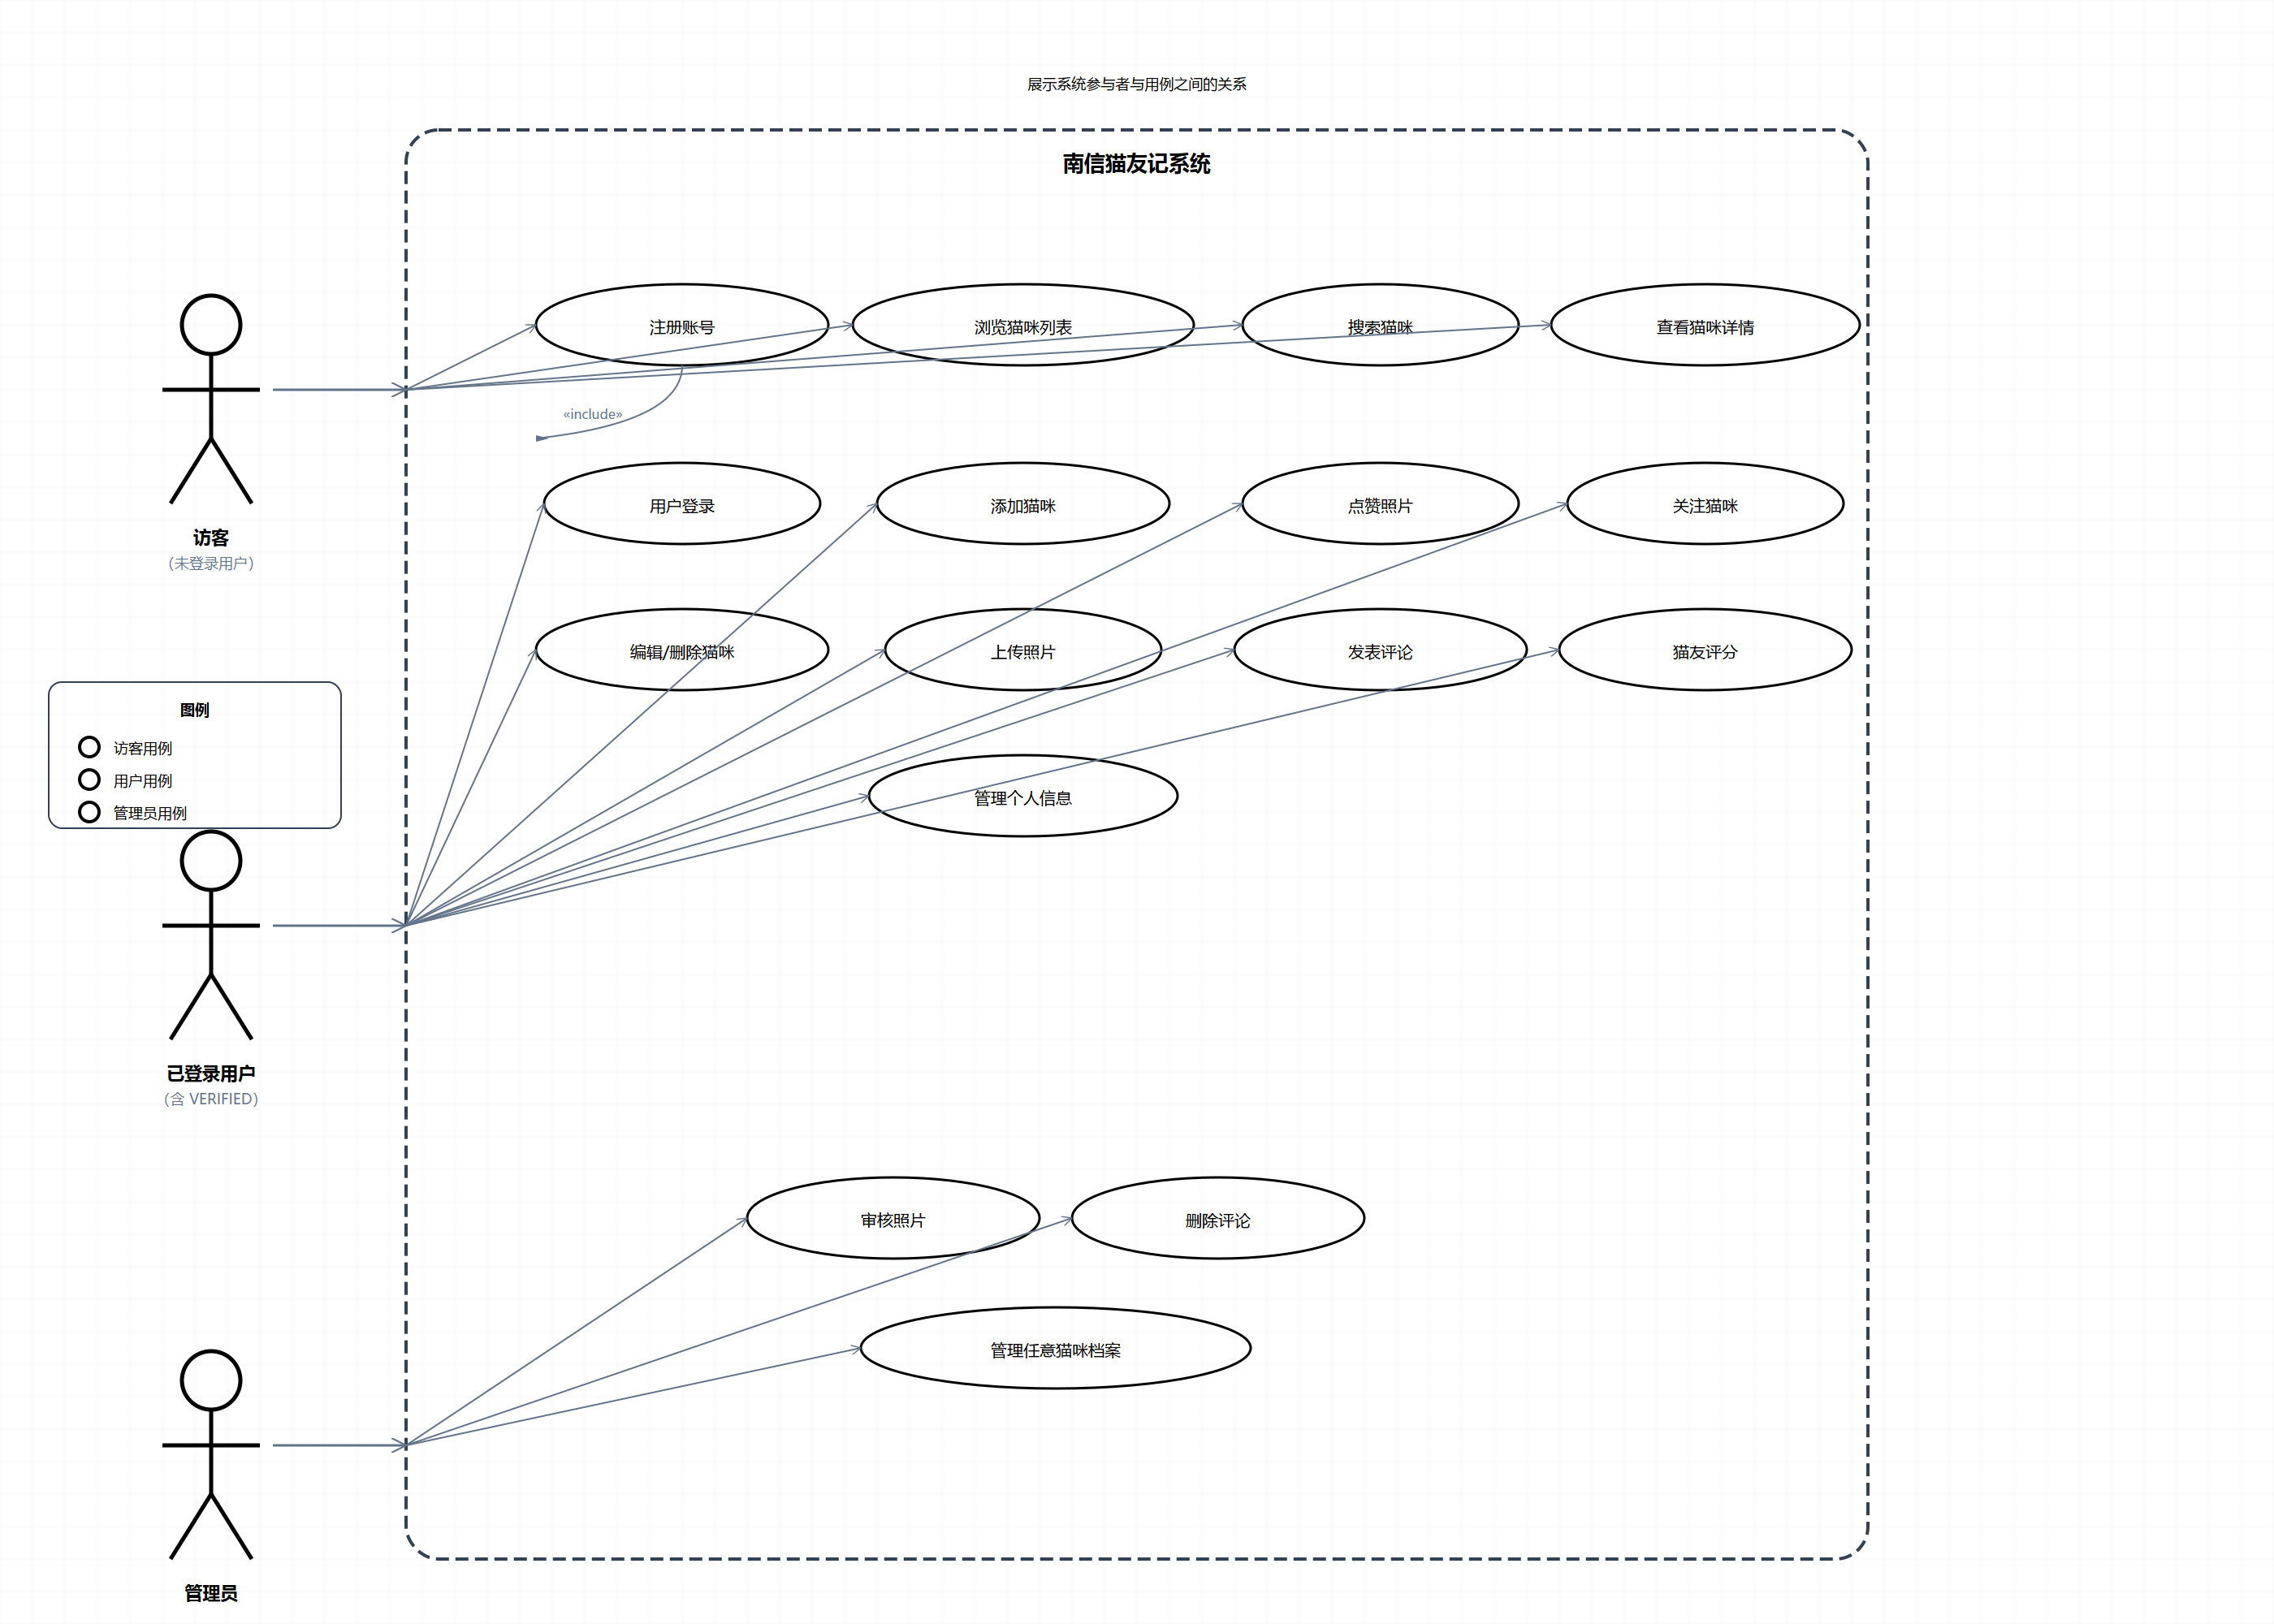 展示系统参与者与用例之间的关系
南信猫友记系统
注册账号
浏览猫咪列表
搜索猫咪
查看猫咪详情
«include»
用户登录
添加猫咪
点赞照片
关注猫咪
访客
（未登录用户）
编辑/删除猫咪
上传照片
发表评论
猫友评分
图例
访客用例
用户用例
管理员用例
管理个人信息
已登录用户
（含 VERIFIED）
审核照片
删除评论
管理任意猫咪档案
管理员